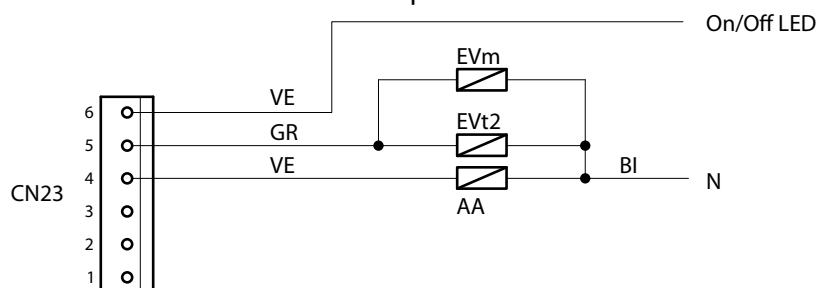 On/Off LED
EVm
6 VE
EVt2
5 GR
4 VE BI N
CN23
AA
3
2
1